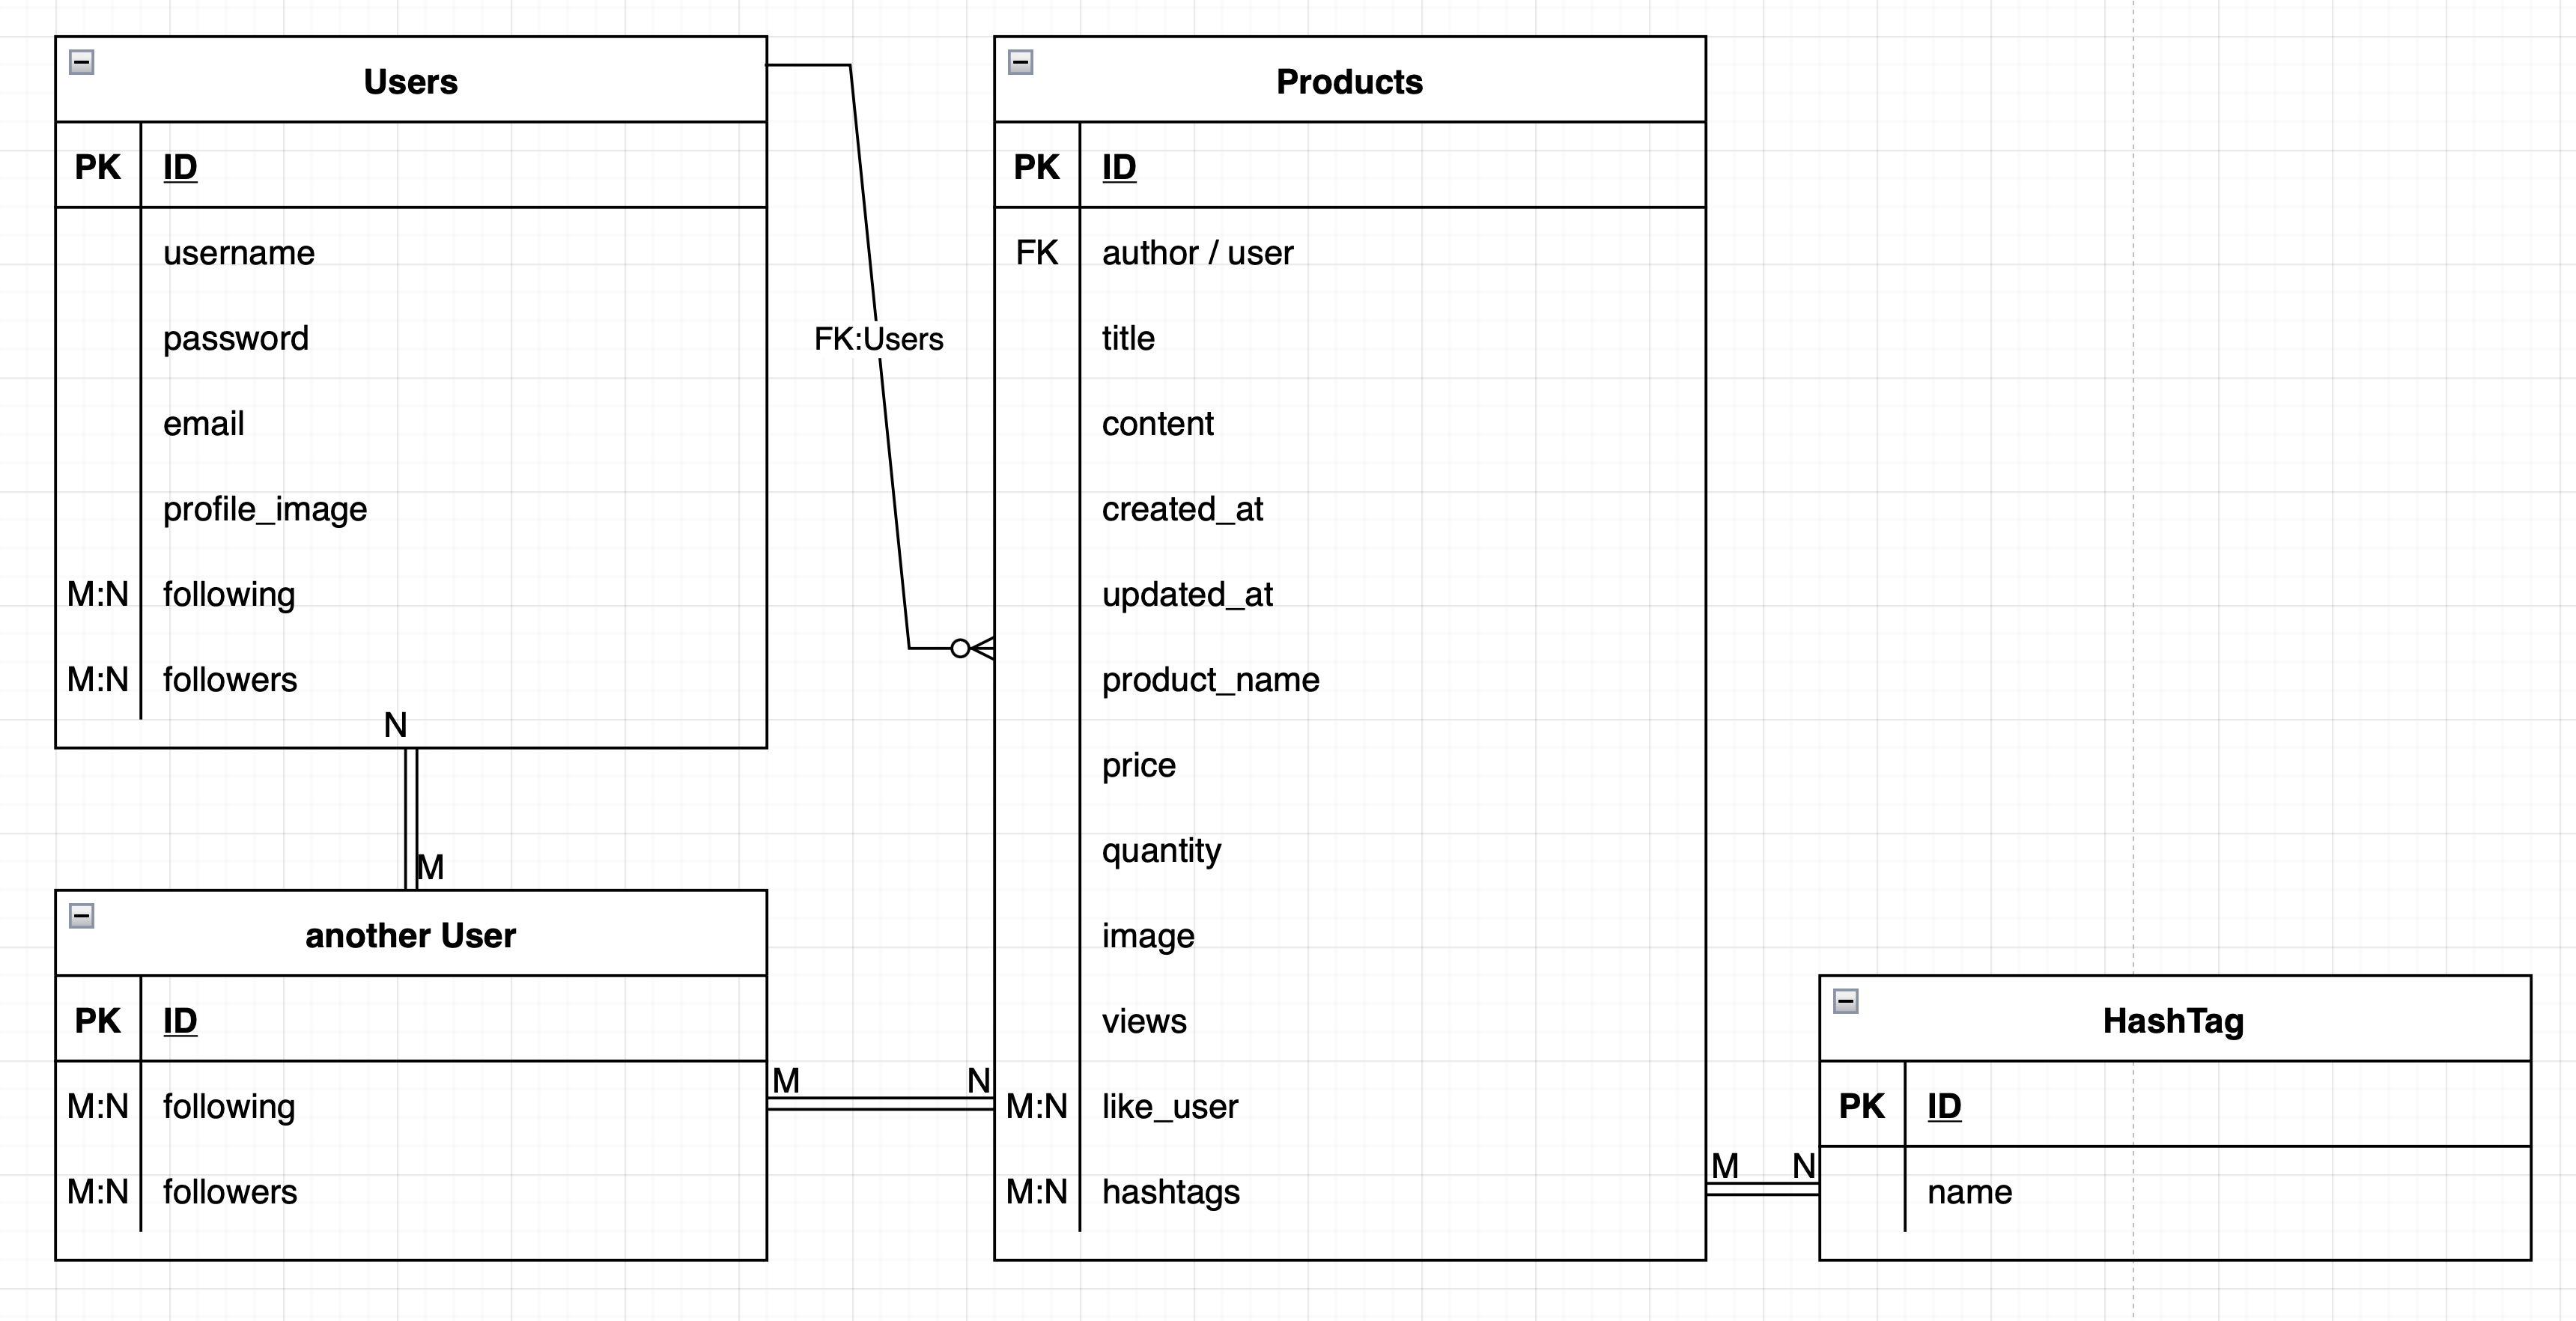 Users
PK ID
username
password
email
profile_image
M:N following
M:N followers
N
M
another User
PK ID
M:N following
M:N followers
FK:Users
M N
Products
PK ID
FK author / user
title
content
created_at
updated_at
product_name
price
quantity
image
views
M:N like_user
M:N hashtags
M N
HashTag
PK ID
name